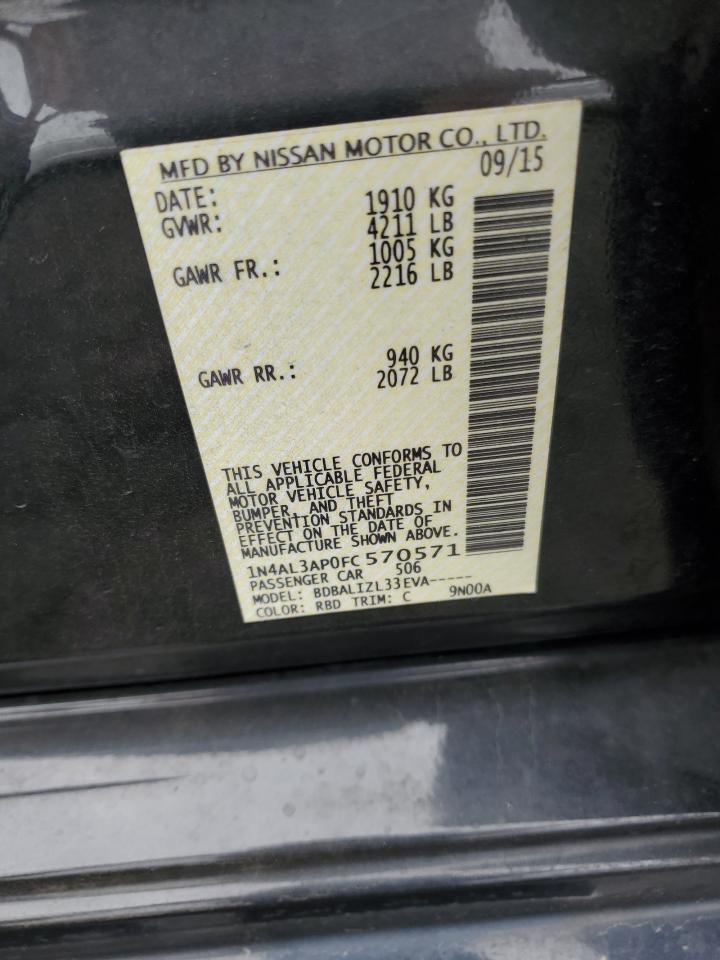 MFD BY NISSAN MOTOR CO., LTD.
DATE: 09/15
GVWR: 1910 KG
4211 LB
GAWR FR.: 1005 KG
2216 LB
GAWR RR.: 940 KG
2072 LB
THIS VEHICLE CONFORMS TO
ALL APPLICABLE FEDERAL
MOTOR VEHICLE SAFETY,
BUMPER, AND THEFT
PREVENTION STANDARDS IN
EFFECT ON THE DATE OF
MANUFACTURE SHOWN ABOVE.
1N4AL3AP0FC570571
PASSENGER CAR 506
MODEL: BDBALIZL33EVA------
COLOR: RBD TRIM: C 9N00A